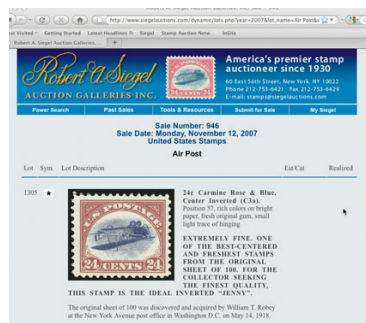 http://www.siegelauctions.com/dynamic/lots.php?year=2007&let_name=Air Post&s
Most Visited
Getting Started
Latest Headlines
Siegel
Stamp Auction Netw...
Robert A. Siegel Auction Galleries,
Robert A. Siegel
AUCTION GALLERIES INC.
America's premier stamp
auctioneer since 1930
60 East 56th Street, New York, NY 10022
Phone 212-753-6421 Fax 212-753-6429
E-mail: stamps@siegelauctions.com
Power Search
Past Sales
Tools & Resources
Submit for Sale
My Siegel
Sale Number: 946
Sale Date: Monday, November 12, 2007
United States Stamps
Air Post
Lot Sym. Lot Description Est/Cat Realized
1305
U.S. POSTAGE
24 CENTS 24
24¢ Carmine Rose & Blue,
Center Inverted (C3a).
Position 57, rich colors on bright
paper, fresh original gum, small
light trace of hinging
EXTREMELY FINE. ONE
OF THE BEST-CENTERED
AND FRESHEST STAMPS
FROM THE ORIGINAL
SHEET OF 100. FOR THE
COLLECTOR SEEKING
THE FINEST QUALITY,
THIS STAMP IS THE IDEAL INVERTED "JENNY".
The original sheet of 100 was discovered and acquired by William T. Robey
at the New York Avenue post office in Washington D.C. on May 14, 1918.